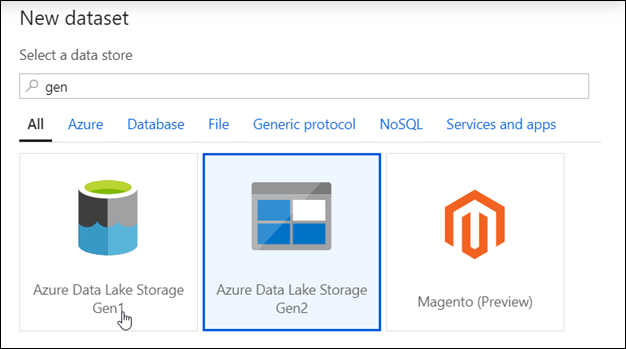 New dataset
Select a data store
gen
All Azure Database File Generic protocol NoSQL Services and apps
Azure Data Lake Storage
Gen1
Azure Data Lake Storage
Gen2
Magento (Preview)